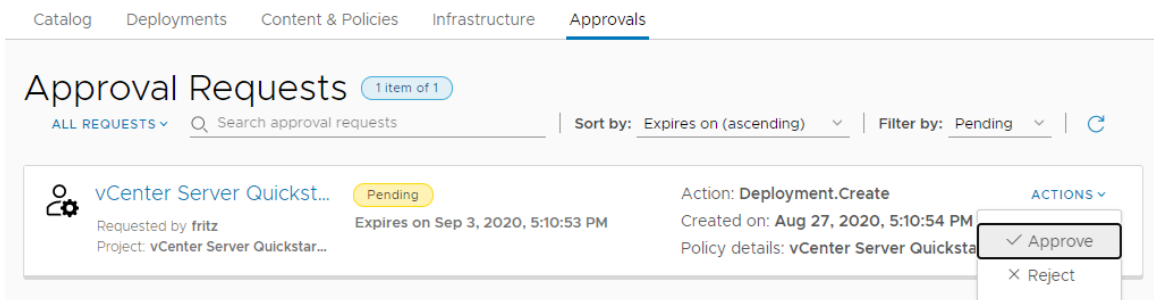 Catalog Deployments Content & Policies Infrastructure Approvals
Approval Requests 1 item of 1
ALL REQUESTS Search approval requests Sort by: Expires on (ascending) Filter by: Pending
vCenter Server Quickst... Pending Action: Deployment.Create ACTIONS
Requested by fritz Expires on Sep 3, 2020, 5:10:53 PM Created on: Aug 27, 2020, 5:10:54 PM
Project: vCenter Server Quickstar... Policy details: vCenter Server Quicksta
Approve
Reject